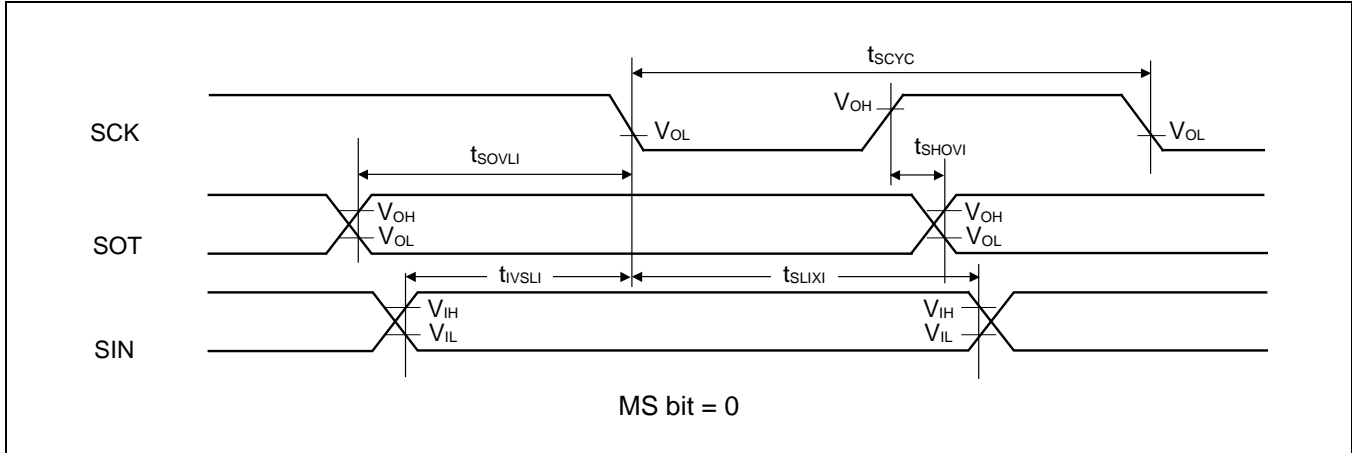 tSCYC
SCK
VOH
VOL
VOL
tSOVLI
tSHOVI
SOT
VOH
VOL
VOH
VOL
tIVSLI
tSLIXI
SIN
VIH
VIL
VIH
VIL
MS bit = 0